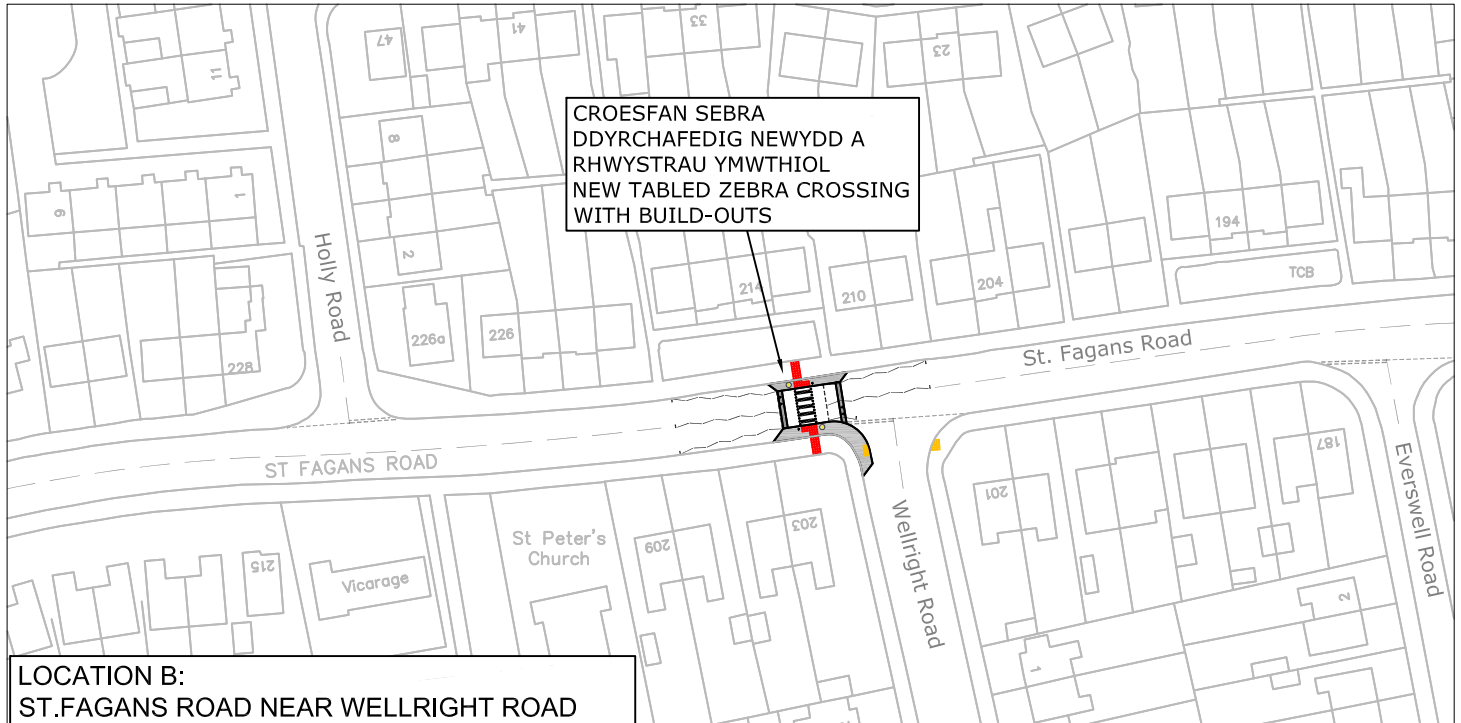 47
41
33
23
11
CROESFAN SEBRA
DDYRCHAFEDIG NEWYDD A
RHWYSTRAU YMWTHIOL
NEW TABLED ZEBRA CROSSING
WITH BUILD-OUTS
8
9
1
2
Holly Road
194
TCB
214
210
204
226a
226
228
St. Fagans Road
ST FAGANS ROAD
187
201
203
209
St Peter's
Church
215
Vicarage
Wellright Road
Everswell Road
2
1
LOCATION B:
ST.FAGANS ROAD NEAR WELLRIGHT ROAD